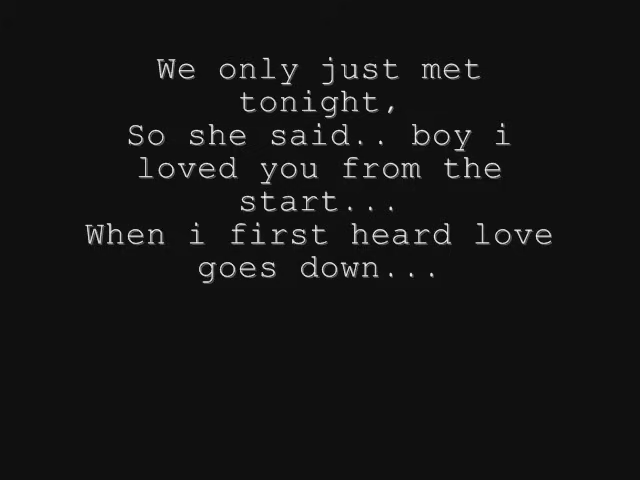 We only just met
tonight,
So she said.. boy i
loved you from the
start...
When i first heard love
goes down...